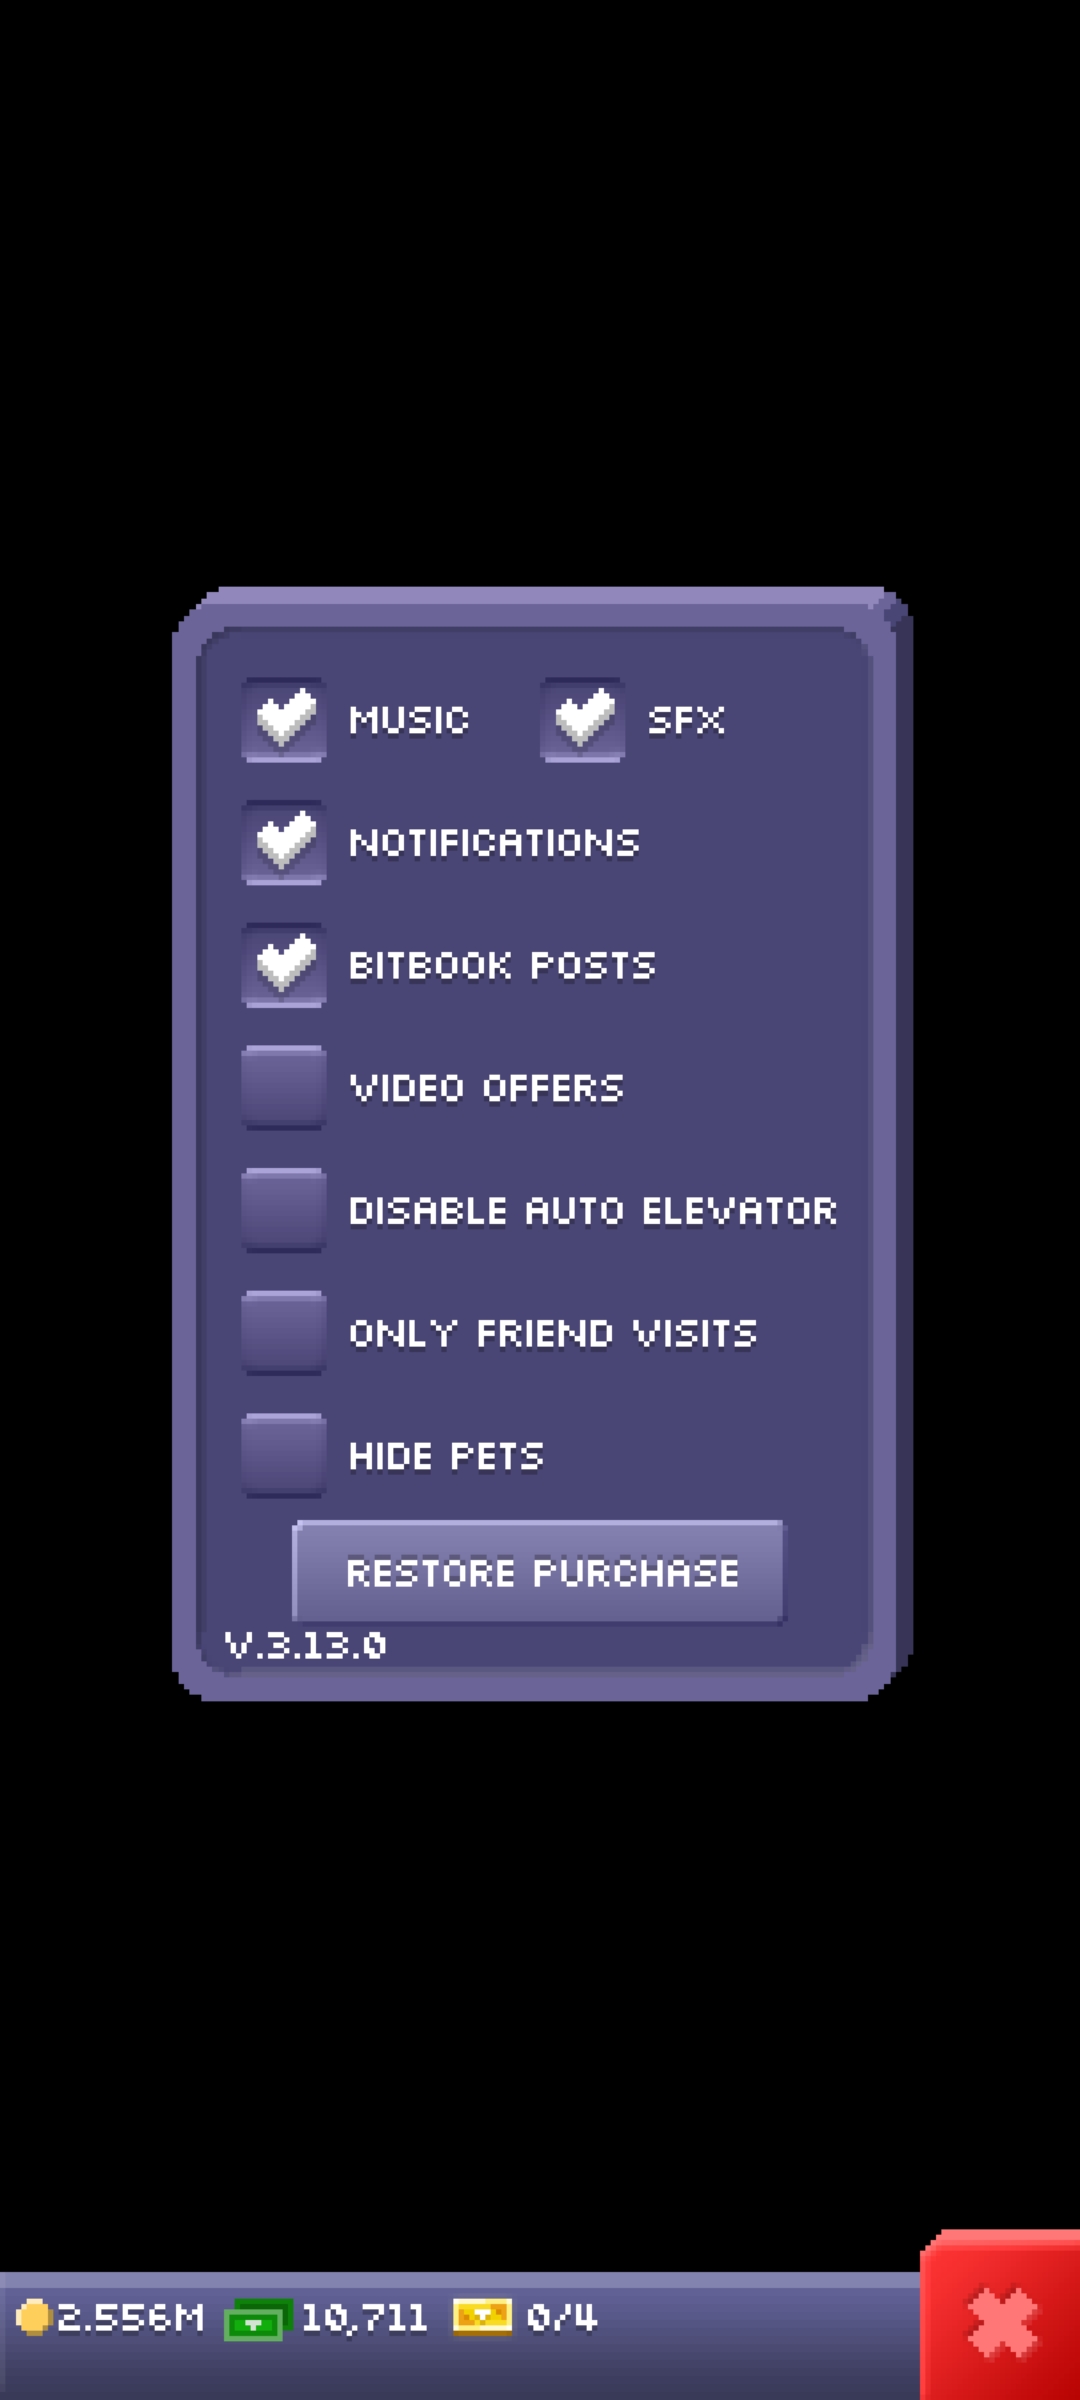 MUSIC SFX
NOTIFICATIONS
BITBOOK POSTS
VIDEO OFFERS
DISABLE AUTO ELEVATOR
ONLY FRIEND VISITS
HIDE PETS
RESTORE PURCHASE
V.3.13.0
2.556M 10,711 0/4